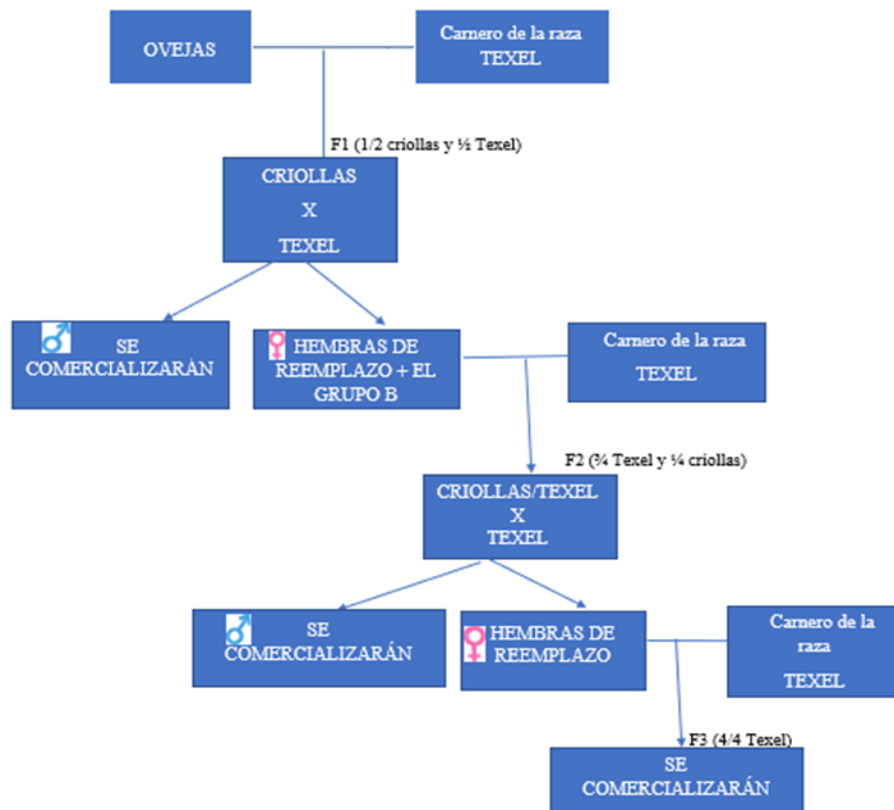 OVEJAS
Carnero de la raza
TEXEL
F1 (1/2 criollas y ½ Texel)
CRIOLLAS
X
TEXEL
SE
COMERCIALIZARÁN
HEMBRAS DE
REEMPLAZO + EL
GRUPO B
Carnero de la raza
TEXEL
F2 (¾ Texel y ¼ criollas)
CRIOLLAS/TEXEL
X
TEXEL
SE
COMERCIALIZARÁN
HEMBRAS DE
REEMPLAZO
Carnero de la
raza
TEXEL
F3 (4/4 Texel)
SE
COMERCIALIZARÁN